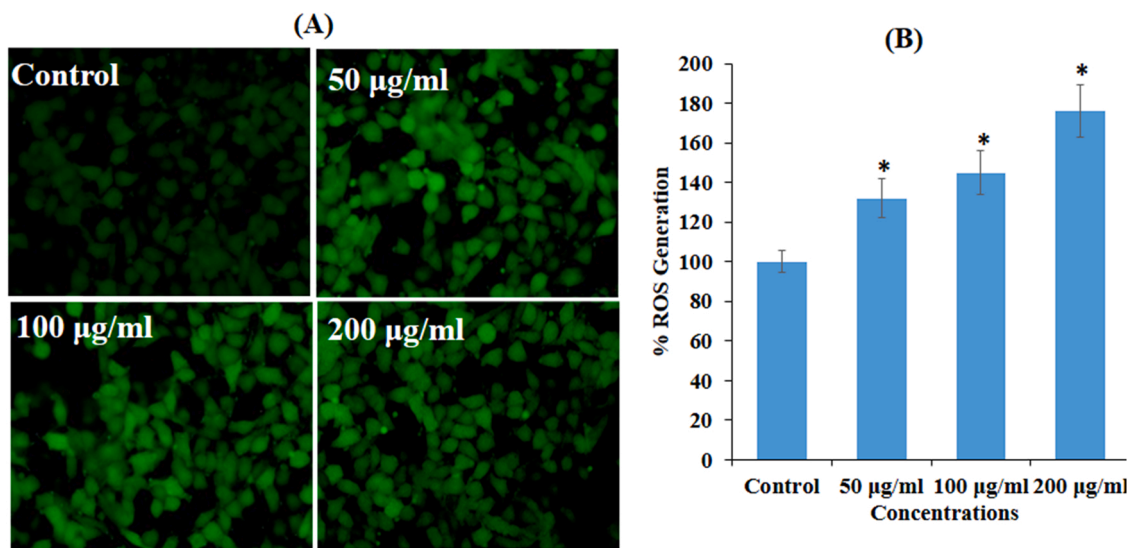 (A)
Control
50 µg/ml
100 µg/ml
200 µg/ml
(B)
% ROS Generation
200
180
160
140
120
100
80
60
40
20
0
*
*
*
Control 50 µg/ml 100 µg/ml 200 µg/ml
Concentrations